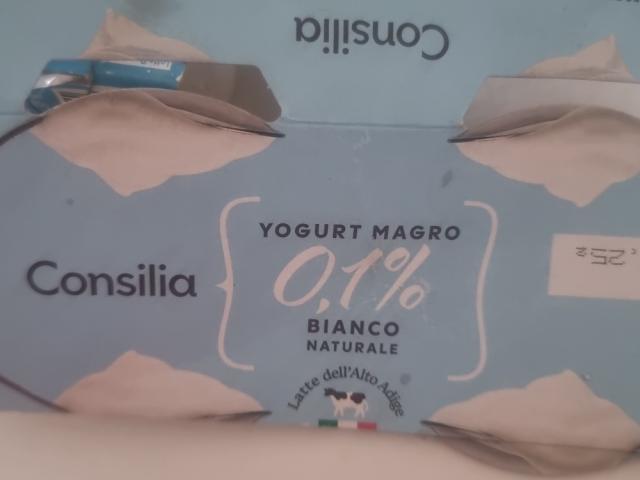 Consilia
YOGURT MAGRO
0,1%
Consilia
BIANCO
NATURALE
Latte dell'Alto Adige